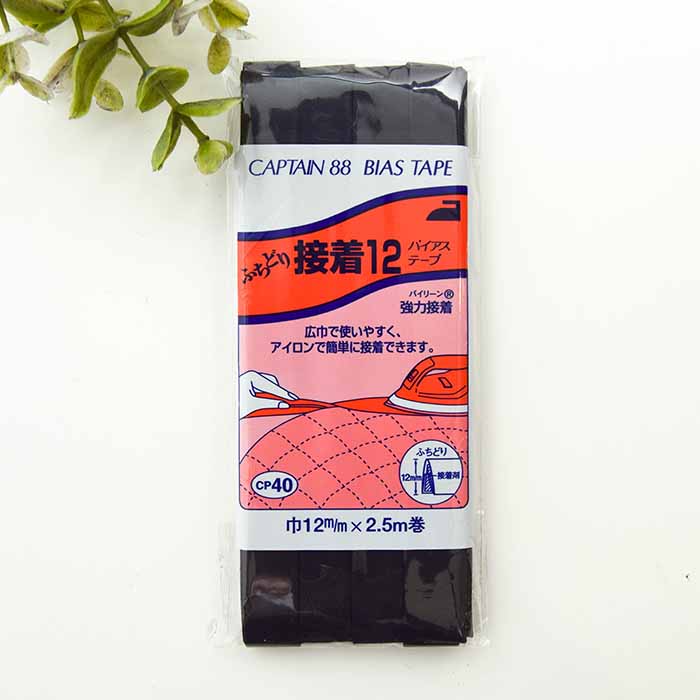 CAPTAIN 88 BIAS TAPE
ふちどり 接着12 バイアス
テープ
バイリーン®
強力接着
広巾で使いやすく、
アイロンで簡単に接着できます。
ふちどり
12m/m 接着剤
CP40
巾12m/m×2.5m巻